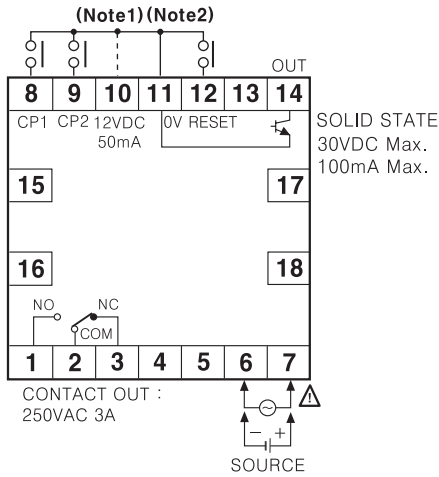 (Note1) (Note2)
OUT
8 9 10 11 12 13 14
CP1 CP2 12VDC 0V RESET
50mA
SOLID STATE
30VDC Max.
100mA Max.
15 17
16 18
NO NC
COM
1 2 3 4 5 6 7
CONTACT OUT :
250VAC 3A
− +
SOURCE